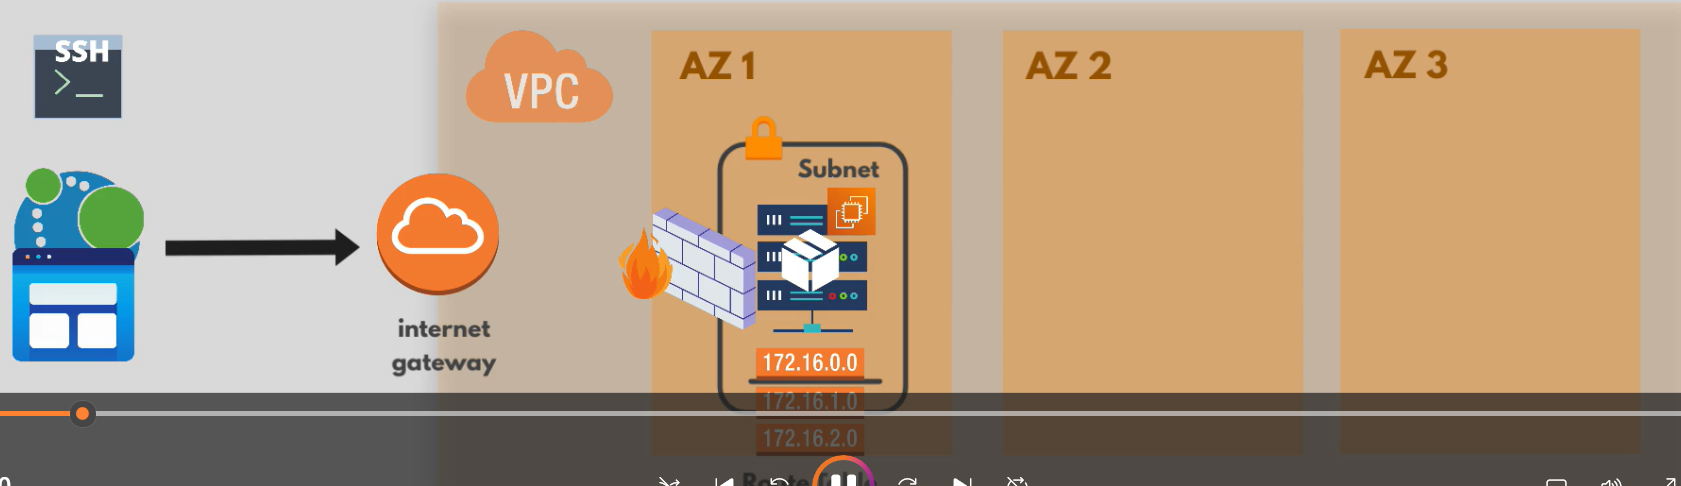 SSH
VPC
AZ 1
AZ 2
AZ 3
Subnet
internet
gateway
172.16.0.0
172.16.1.0
172.16.2.0